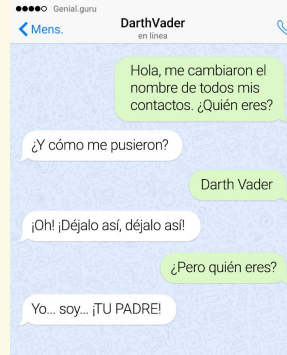 Genial.guru
Mens.
DarthVader
en línea
Hola, me cambiaron el
nombre de todos mis
contactos. ¿Quién eres?
¿Y cómo me pusieron?
Darth Vader
¡Oh! ¡Déjalo así, déjalo así!
¿Pero quién eres?
Yo... soy... ¡TU PADRE!